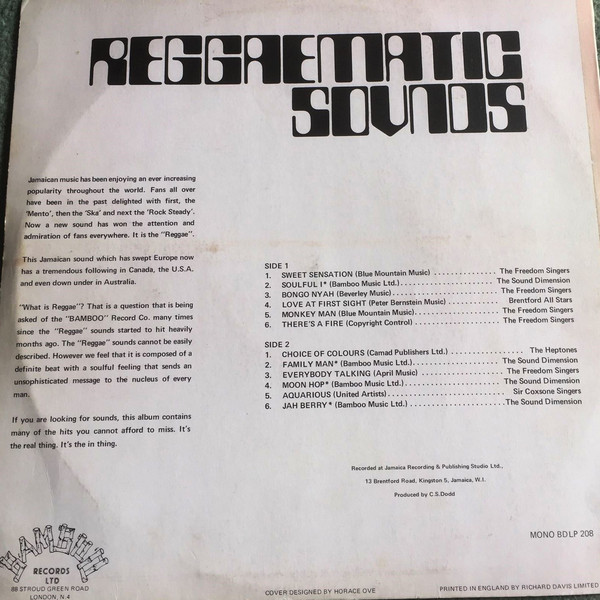 REGGAEMATIC
SOUNDS
Jamaican music has been enjoying an ever increasing
popularity throughout the world. Fans all over
have been in the past delighted with first, the
'Mento', then the 'Ska' and next the 'Rock Steady'.
Now a new sound has won the attention and
admiration of fans everywhere. It is the "Reggae".
This Jamaican sound which has swept Europe now
has a tremendous following in Canada, the U.S.A.
and even down under in Australia.
"What is Reggae"? That is a question that is being
asked of the "BAMBOO" Record Co. many times
since the "Reggae" sounds started to hit heavily
months ago. The "Reggae" sounds cannot be easily
described. However we feel that it is composed of a
definite beat with a soulful feeling that sends an
unsophisticated message to the nucleus of every
man.
If you are looking for sounds, this album contains
many of the hits you cannot afford to miss. It's
the real thing. It's the in thing.
SIDE 1
1. SWEET SENSATION (Blue Mountain Music) .............. The Freedom Singers
2. SOULFUL I* (Bamboo Music Ltd.) ...................... The Sound Dimension
3. BONGO NYAH (Beverley Music) ......................... The Freedom Singers
4. LOVE AT FIRST SIGHT (Peter Bernstein Music) ........... Brentford All Stars
5. MONKEY MAN (Blue Mountain Music) .................... The Freedom Singers
6. THERE'S A FIRE (Copyright Control) .................... The Freedom Singers
SIDE 2
1. CHOICE OF COLOURS (Camad Publishers Ltd.) ................ The Heptones
2. FAMILY MAN* (Bamboo Music Ltd.) ..................... The Sound Dimension
3. EVERYBODY TALKING (April Music) ..................... The Freedom Singers
4. MOON HOP* (Bamboo Music Ltd.) ...................... The Sound Dimension
5. AQUARIOUS (United Artists) ......................... Sir Coxsone Singers
6. JAH BERRY* (Bamboo Music Ltd.) ..................... The Sound Dimension
Recorded at Jamaica Recording & Publishing Studio Ltd.,
13 Brentford Road, Kingston 5, Jamaica, W.I.
Produced by C.S.Dodd
MONO BDLP 208
BAMBOO
RECORDS
LTD
88 STROUD GREEN ROAD
LONDON, N.4
COVER DESIGNED BY HORACE OVE
PRINTED IN ENGLAND BY RICHARD DAVIS LIMITED